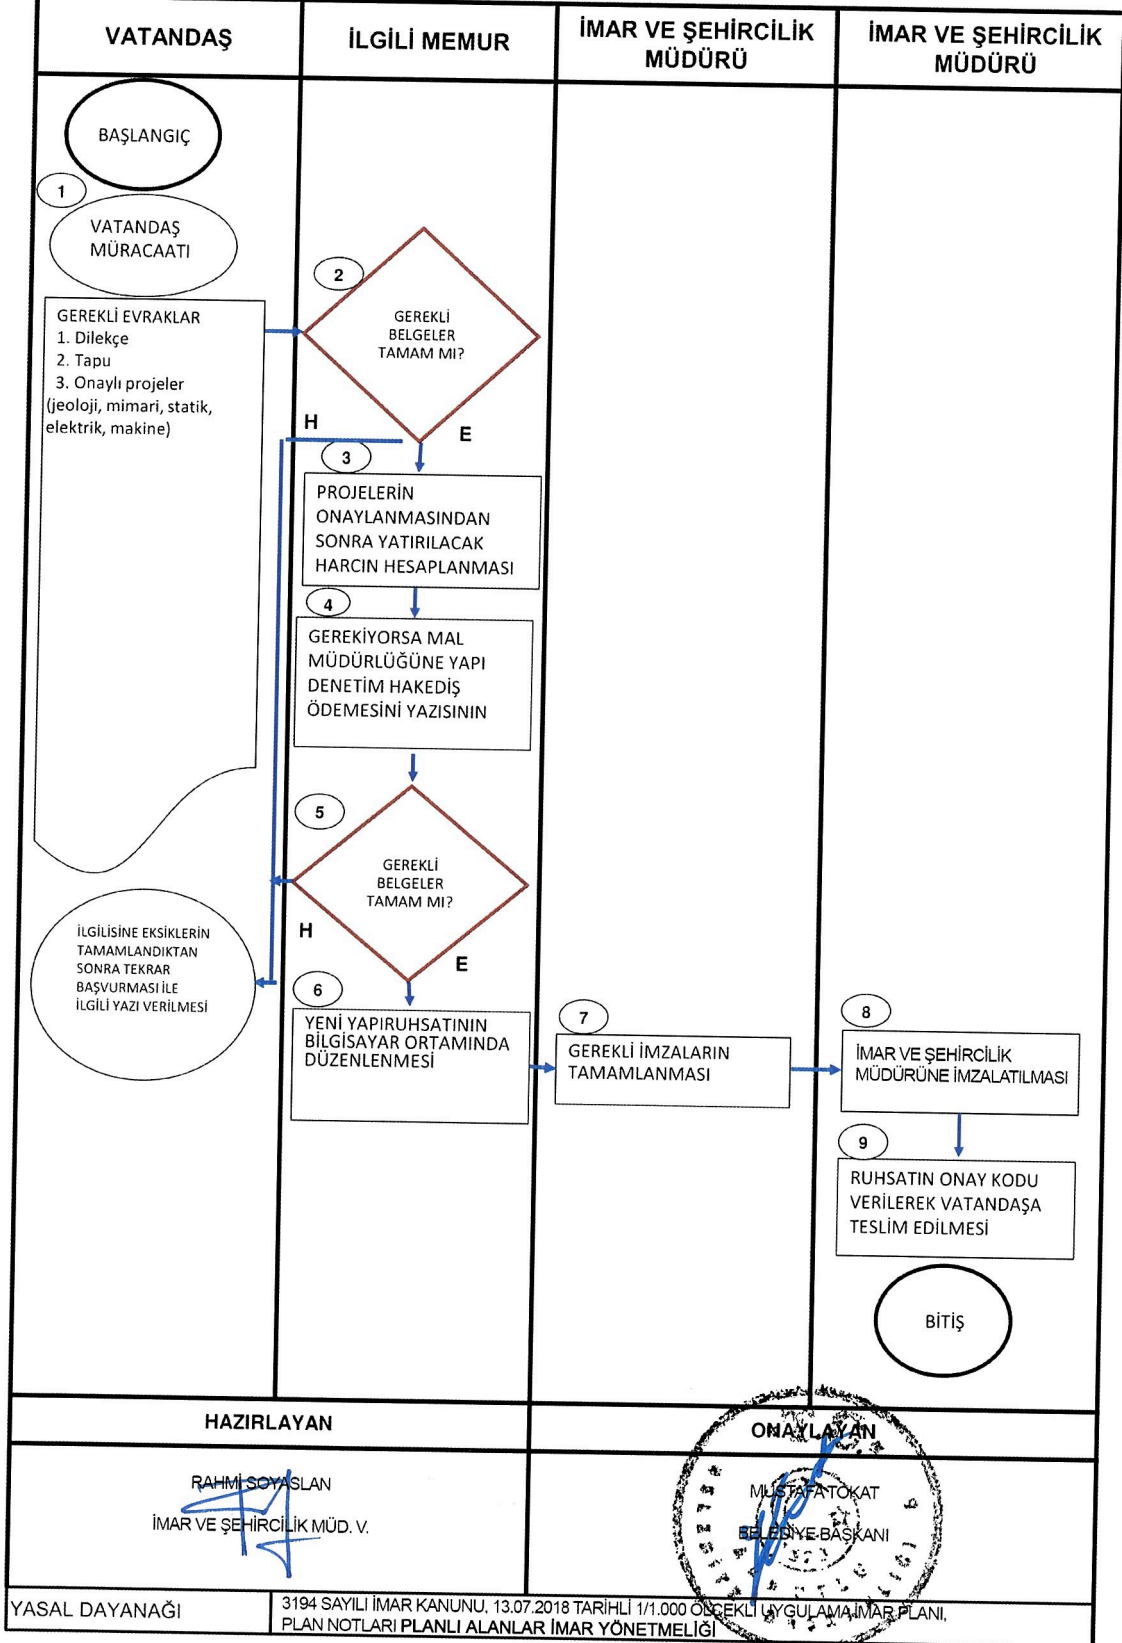 VATANDAŞ
İLGİLİ MEMUR
İMAR VE ŞEHİRCİLİK
MÜDÜRÜ
İMAR VE ŞEHİRCİLİK
MÜDÜRÜ
BAŞLANGIÇ
1
VATANDAŞ
MÜRACAATI
GEREKLİ EVRAKLAR
1. Dilekçe
2. Tapu
3. Onaylı projeler
(jeoloji, mimari, statik,
elektrik, makine)
2
GEREKLİ
BELGELER
TAMAM MI?
H
E
3
PROJELERİN
ONAYLANMASINDAN
SONRA YATIRILACAK
HARCIN HESAPLANMASI
4
GEREKİYORSA MAL
MÜDÜRLÜĞÜNE YAPI
DENETİM HAKEDİŞ
ÖDEMESİNİ YAZISININ
5
GEREKLİ
BELGELER
TAMAM MI?
H
E
İLGİLİSİNE EKSİKLERİN
TAMAMLANDIKTAN
SONRA TEKRAR
BAŞVURMASI İLE
İLGİLİ YAZI VERİLMESİ
6
YENİ YAPIRUHSATININ
BİLGİSAYAR ORTAMINDA
DÜZENLENMESİ
7
GEREKLİ İMZALARIN
TAMAMLANMASI
8
İMAR VE ŞEHİRCİLİK
MÜDÜRÜNE İMZALATILMASI
9
RUHSATIN ONAY KODU
VERİLEREK VATANDAŞA
TESLİM EDİLMESİ
BİTİŞ
HAZIRLAYAN
ONAYLAYAN
RAHMİ SOYASLAN
İMAR VE ŞEHİRCİLİK MÜD. V.
MUSTAFA TOKAT
BELEDİYE BAŞKANI
YASAL DAYANAĞI
3194 SAYILI İMAR KANUNU, 13.07.2018 TARİHLİ 1/1.000 ÖLÇEKLİ UYGULAMA İMAR PLANI,
PLAN NOTLARI PLANLI ALANLAR İMAR YÖNETMELİĞİ